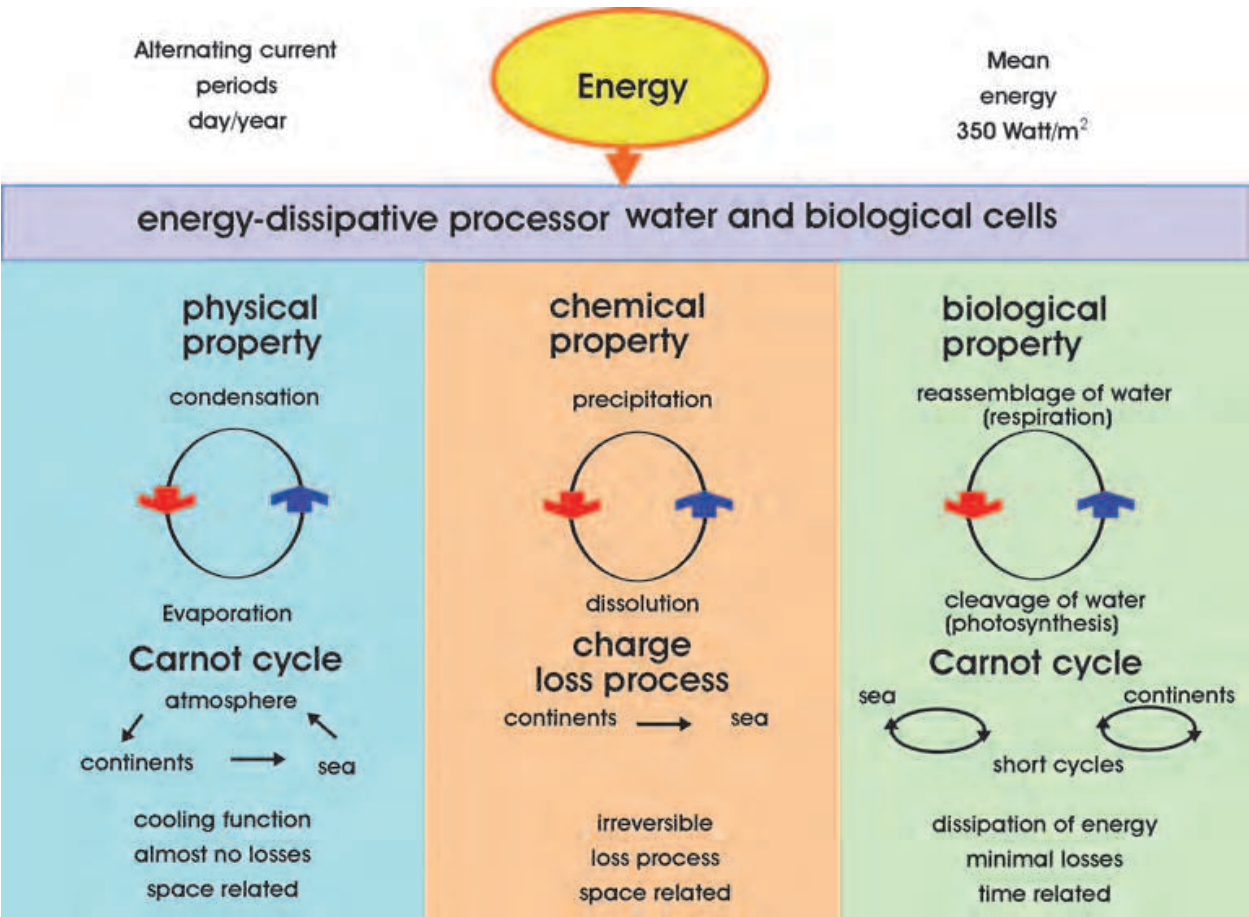 Alternating current
periods
day/year
Energy
Mean
energy
350 Watt/m²
energy-dissipative processor water and biological cells
physical
property
condensation
Evaporation
Carnot cycle
atmosphere
continents
sea
cooling function
almost no losses
space related
chemical
property
precipitation
dissolution
charge
loss process
continents
sea
irreversible
loss process
space related
biological
property
reassemblage of water
(respiration)
cleavage of water
(photosynthesis)
Carnot cycle
sea
continents
short cycles
dissipation of energy
minimal losses
time related